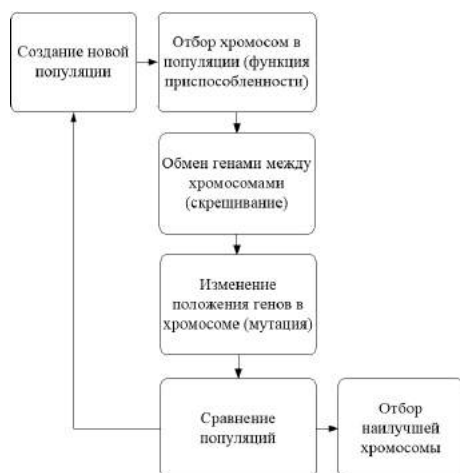 Создание новой
популяции
Отбор хромосом в
популяции (функция
приспособленности)
Обмен генами между
хромосомами
(скрещивание)
Изменение
положения генов в
хромосоме (мутация)
Сравнение
популяций
Отбор
наилучшей
хромосомы